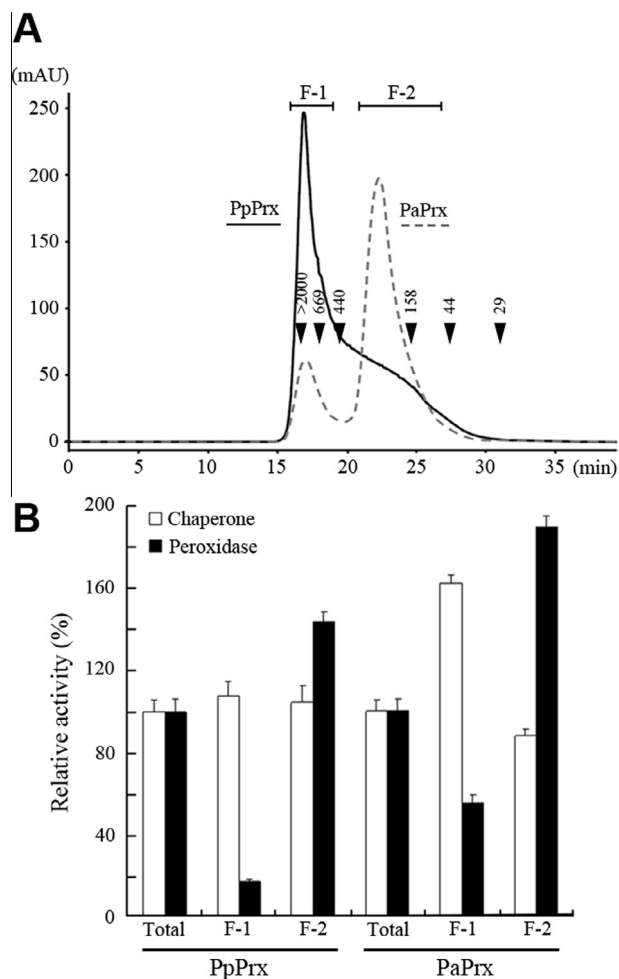 A
(mAU)
F-1 F-2
250
200
PpPrx PaPrx
150
>2000 669 440 158 44 29
100
50
0
0 5 10 15 20 25 30 35 (min)
B
200
Chaperone
Peroxidase
160
120
80
40
0
Relative activity (%)
Total F-1 F-2 Total F-1 F-2
PpPrx PaPrx